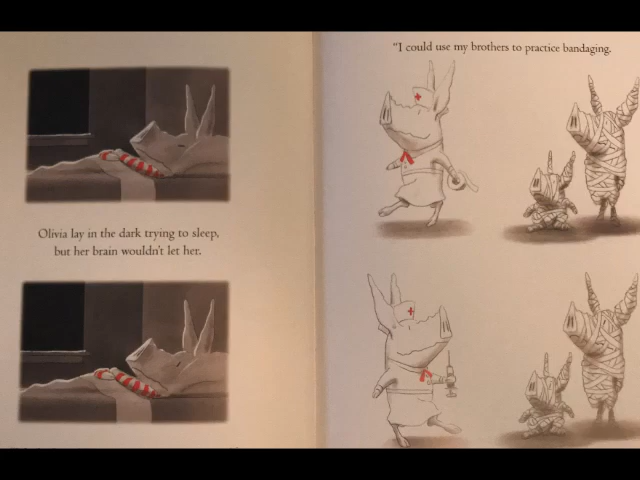 Olivia lay in the dark trying to sleep,
but her brain wouldn't let her.
"I could use my brothers to practice bandaging.